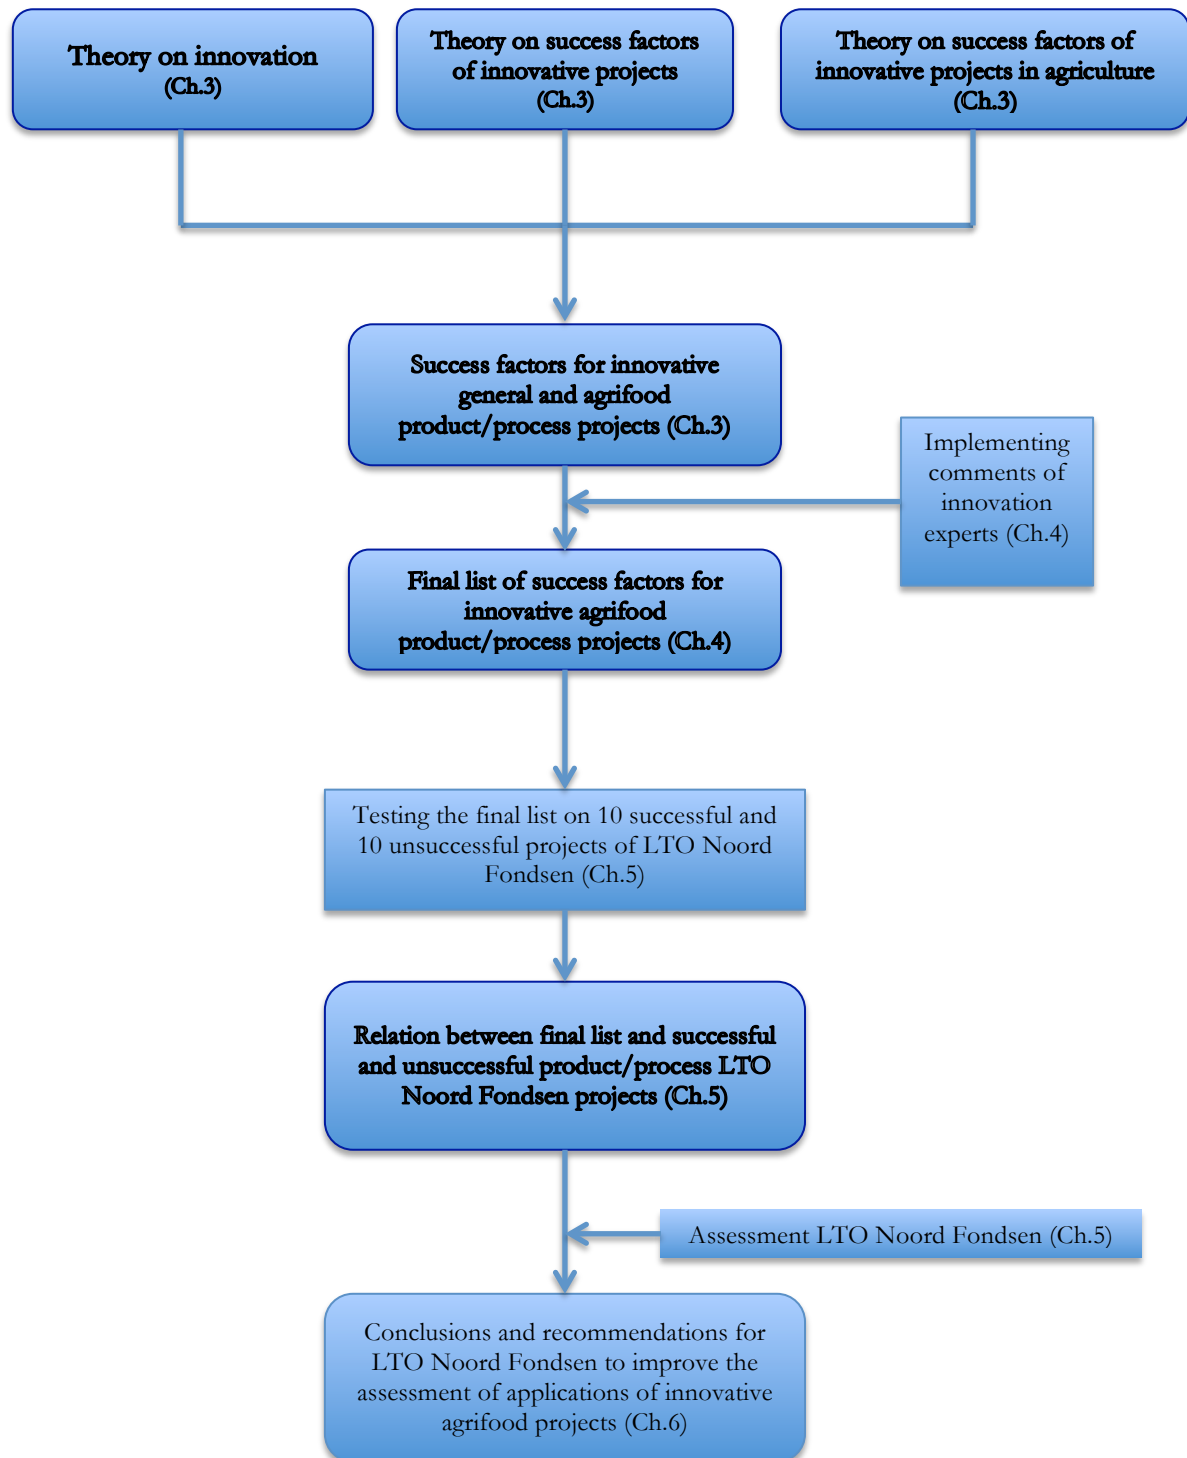 Theory on innovation
(Ch.3)
Theory on success factors
of innovative projects
(Ch.3)
Theory on success factors of
innovative projects in agriculture
(Ch.3)
Success factors for innovative
general and agrifood
product/process projects (Ch.3)
Implementing
comments of
innovation
experts (Ch.4)
Final list of success factors for
innovative agrifood
product/process projects (Ch.4)
Testing the final list on 10 successful and
10 unsuccessful projects of LTO Noord
Fondsen (Ch.5)
Relation between final list and successful
and unsuccessful product/process LTO
Noord Fondsen projects (Ch.5)
Assessment LTO Noord Fondsen (Ch.5)
Conclusions and recommendations for
LTO Noord Fondsen to improve the
assessment of applications of innovative
agrifood projects (Ch.6)